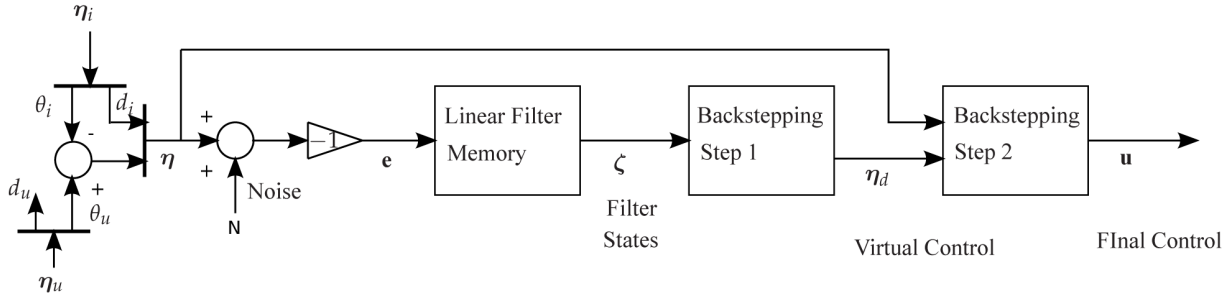 η_i
θ_i
d_i
-
+
d_u
θ_u
η_u
η
+
+
Noise
N
−1
e
Linear Filter
Memory
ζ
Filter
States
Backstepping
Step 1
η_d
Virtual Control
Backstepping
Step 2
u
FInal Control